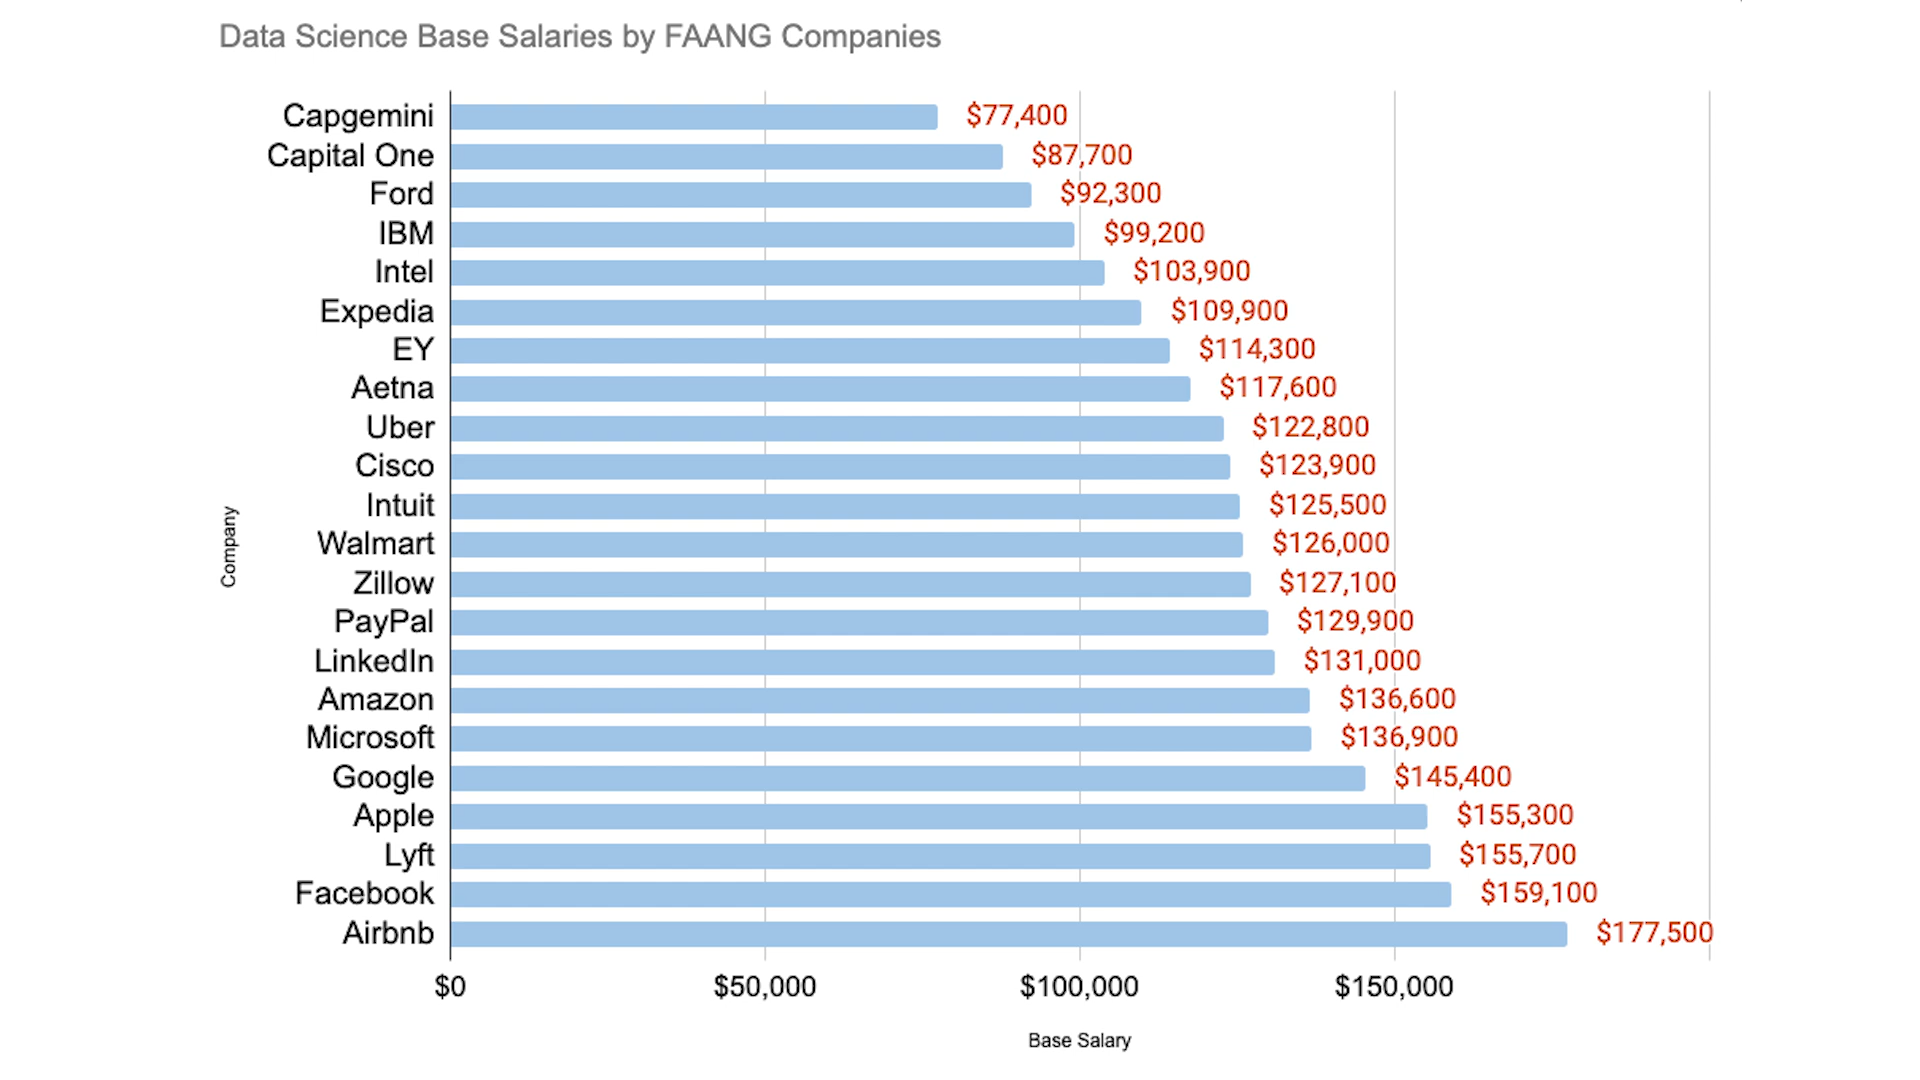 Data Science Base Salaries by FAANG Companies
Capgemini $77,400
Capital One $87,700
Ford $92,300
IBM $99,200
Intel $103,900
Expedia $109,900
EY $114,300
Aetna $117,600
Uber $122,800
Cisco $123,900
Intuit $125,500
Walmart $126,000
Zillow $127,100
PayPal $129,900
LinkedIn $131,000
Amazon $136,600
Microsoft $136,900
Google $145,400
Apple $155,300
Lyft $155,700
Facebook $159,100
Airbnb $177,500
Company
$0 $50,000 $100,000 $150,000
Base Salary